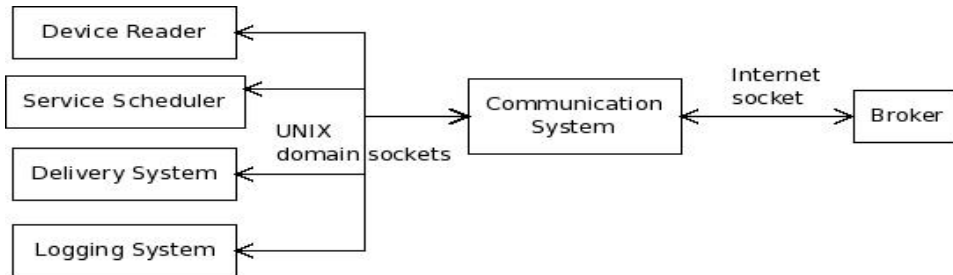 Device Reader
Service Scheduler
UNIX
domain sockets
Delivery System
Logging System
Communication
System
Internet
socket
Broker